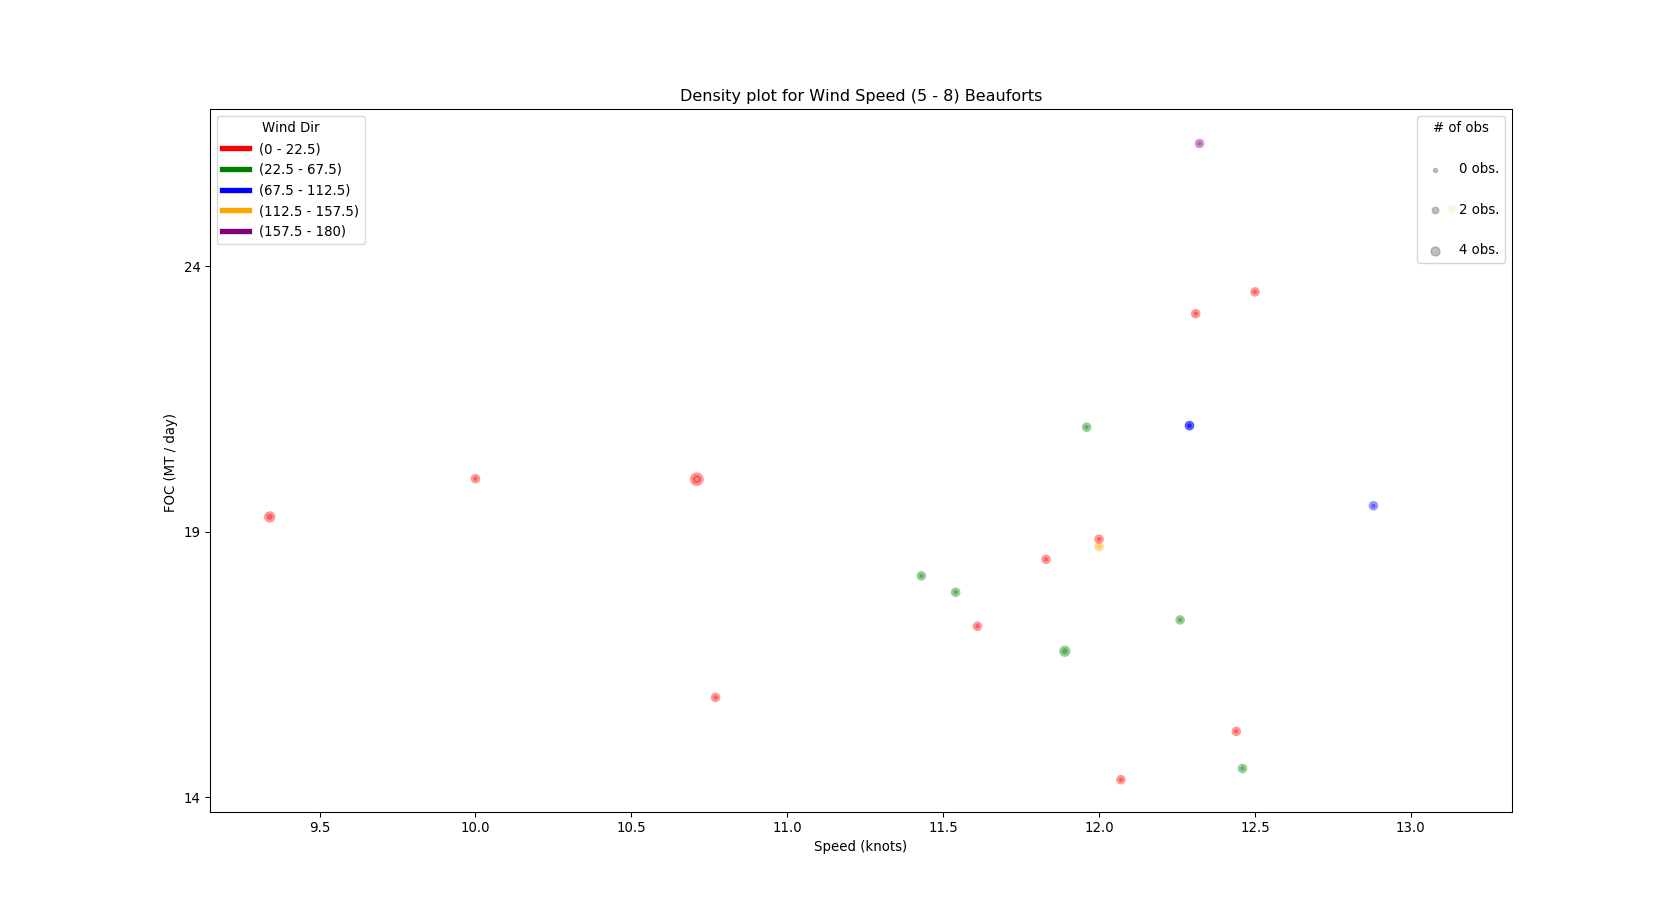 Density plot for Wind Speed (5 - 8) Beauforts
Wind Dir
(0 - 22.5)
(22.5 - 67.5)
(67.5 - 112.5)
(112.5 - 157.5)
(157.5 - 180)
# of obs
0 obs.
2 obs.
4 obs.
24
19
14
FOC (MT / day)
9.5 10.0 10.5 11.0 11.5 12.0 12.5 13.0
Speed (knots)